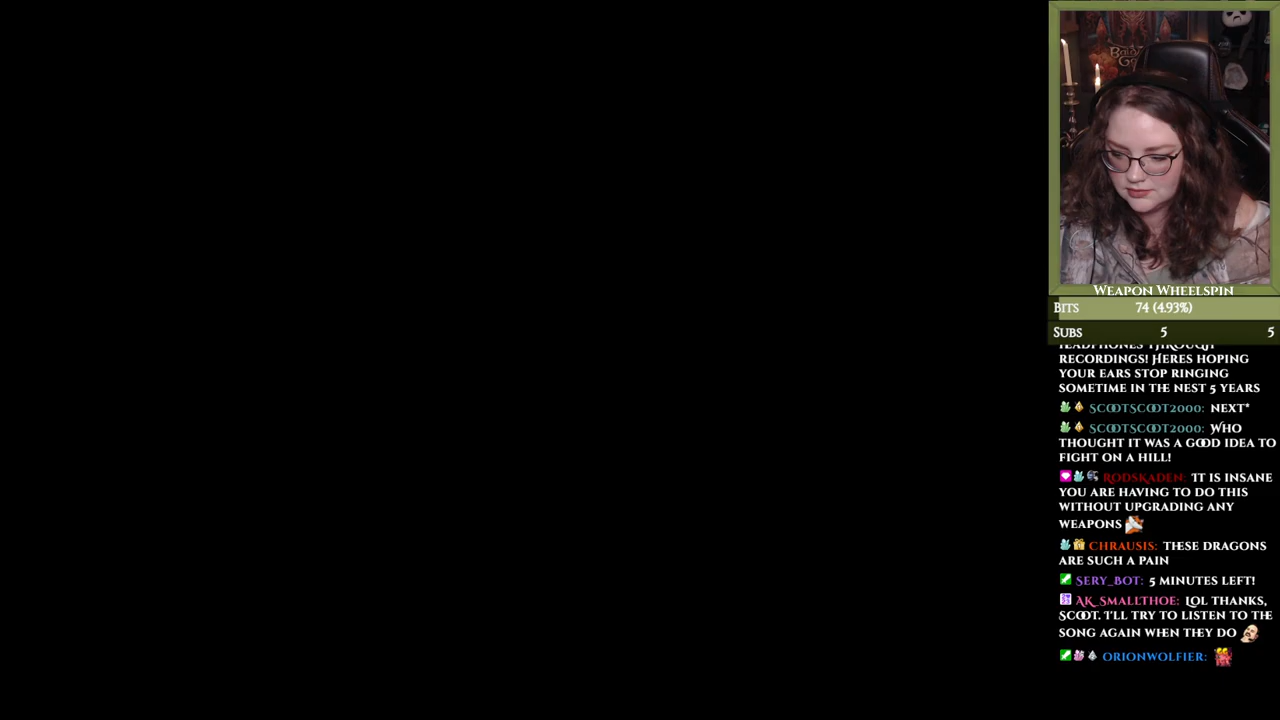 Weapon Wheelspin
Bits 74 (4.93%)
Subs 5 5
headphones through
recordings! Heres hoping
your ears stop ringing
sometime in the nest 5 years
ScootScoot2000: next*
ScootScoot2000: Who
thought it was a good idea to
fight on a hill!
Rodskaden: It is insane
you are having to do this
without upgrading any
weapons
Chrausis: these dragons
are such a pain
Sery_Bot: 5 minutes left!
AK_Smallthoe: lol thanks,
Scoot. I'll try to listen to the
song again when they do
OrionWolfier: